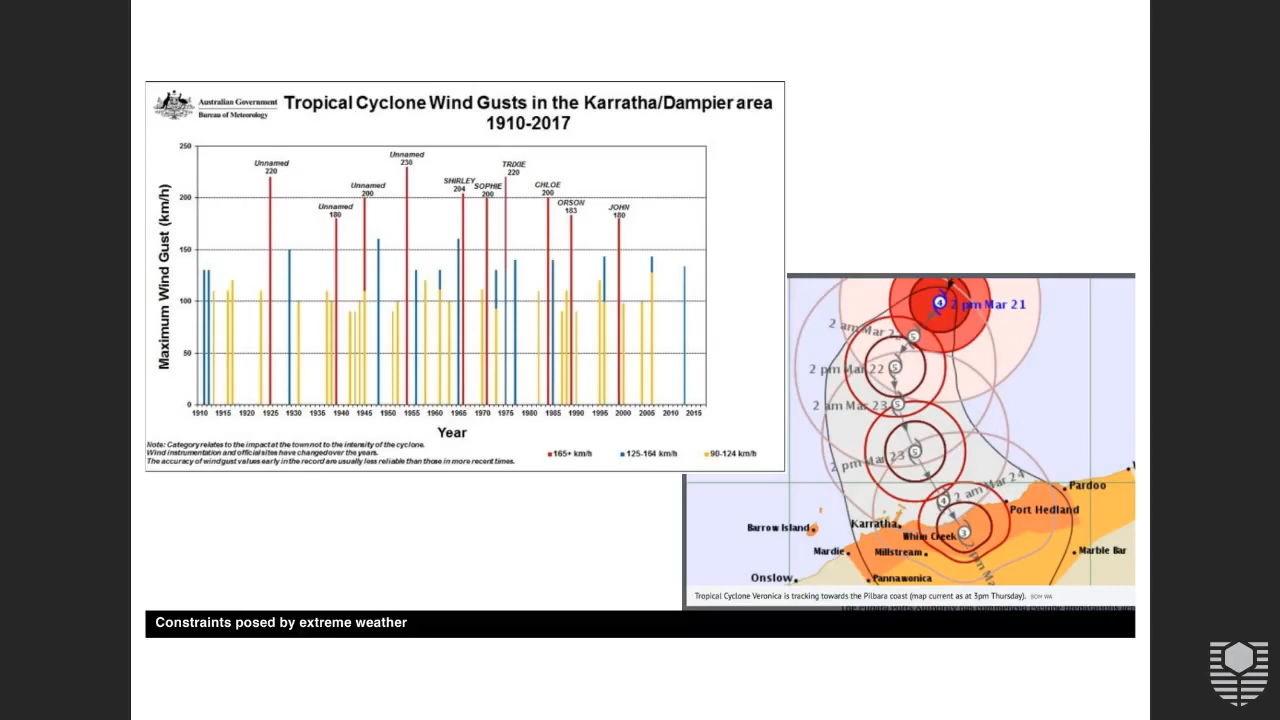 Australian Government
Bureau of Meteorology
Tropical Cyclone Wind Gusts in the Karratha/Dampier area
1910-2017
Maximum Wind Gust (km/h)
250
200
150
100
50
0
Unnamed
220
Unnamed
180
Unnamed
200
Unnamed
230
SHIRLEY
204
SOPHIE
200
TRIXIE
220
CHLOE
200
ORSON
183
JOHN
180
1910 1915 1920 1925 1930 1935 1940 1945 1950 1955 1960 1965 1970 1975 1980 1985 1990 1995 2000 2005 2010 2015
Year
Note: Category relates to the impact at the town not to the intensity of the cyclone.
Wind instrumentation and official sites have changed over the years.
The accuracy of wind gust values early in the record are usually less reliable than those in more recent times.
165+ km/h 125-164 km/h 90-124 km/h
4 2 pm Mar 21
2 am Mar 5
2 pm Mar 22 5
2 am Mar 23 5
2 pm Mar 23 5
4 2 am Mar 24
3
Pardoo
Port Hedland
Karratha
Barrow Island
Whim Creek
Mardie
Millstream
Marble Bar
Onslow
Pannawonica
Tropical Cyclone Veronica is tracking towards the Pilbara coast (map current as at 3pm Thursday). BOM WA
Constraints posed by extreme weather